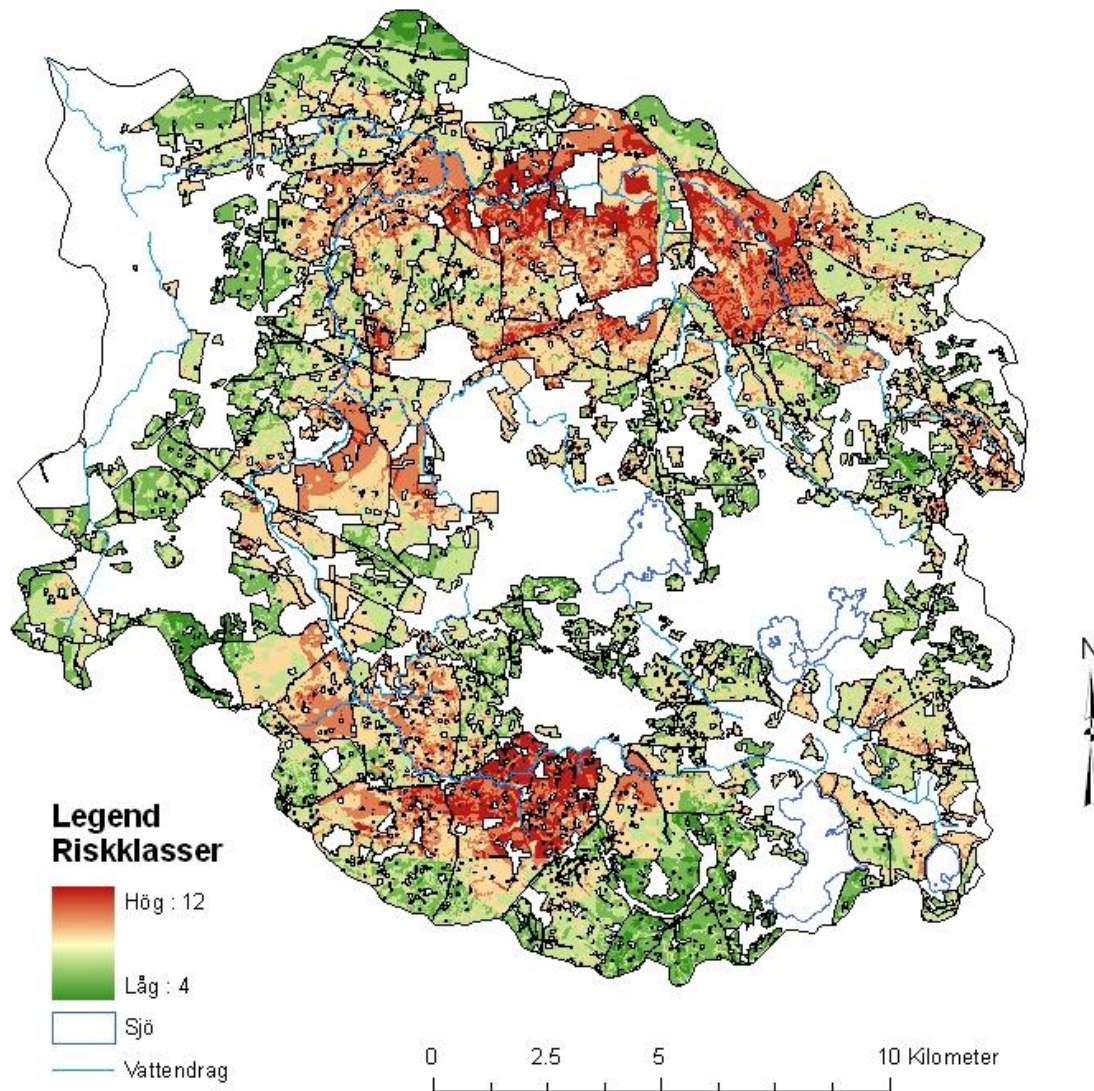 N
Legend
Riskklasser
Hög : 12
Låg : 4
Sjö
Vattendrag
0 2.5 5 10 Kilometer